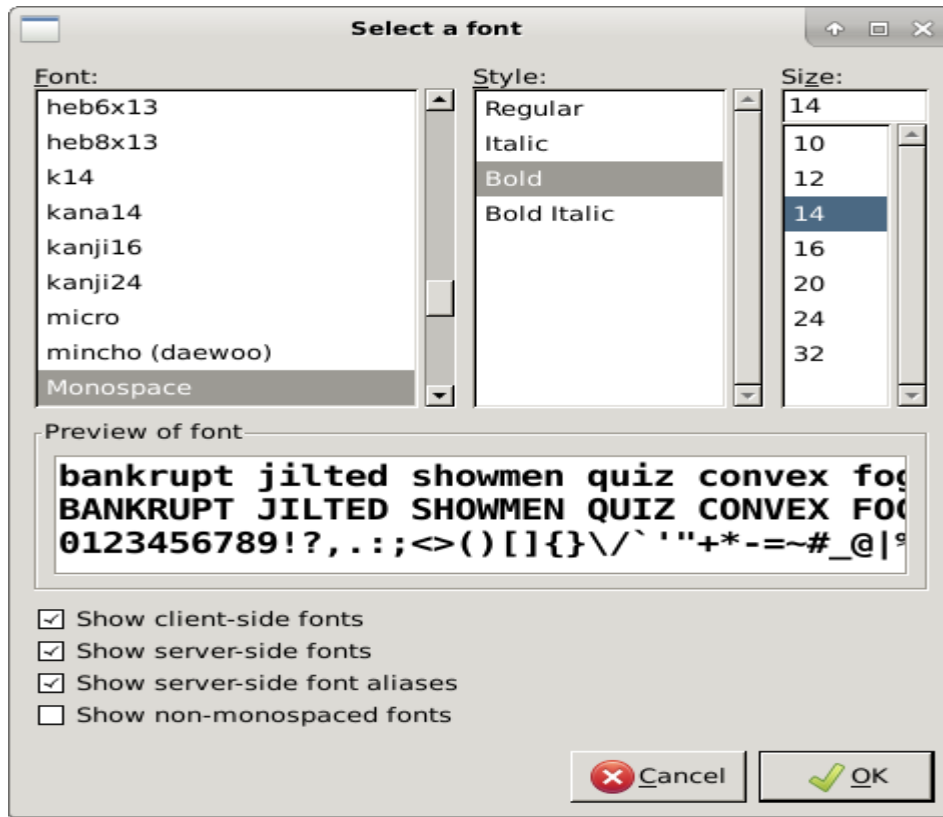 Select a font
Font:
heb6x13
heb8x13
k14
kana14
kanji16
kanji24
micro
mincho (daewoo)
Monospace
Style:
Regular
Italic
Bold
Bold Italic
Size:
14
10
12
14
16
20
24
32
Preview of font
bankrupt jilted showmen quiz convex fog
BANKRUPT JILTED SHOWMEN QUIZ CONVEX FOG
0123456789!?,.:;<>()[]{}\/`'"+*-=~#_@|%
Show client-side fonts
Show server-side fonts
Show server-side font aliases
Show non-monospaced fonts
Cancel
OK